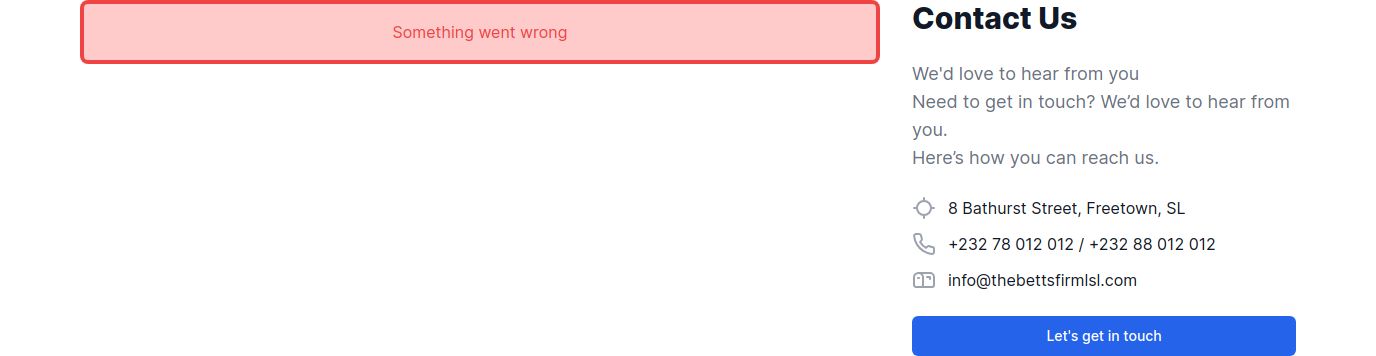 Something went wrong
Contact Us
We'd love to hear from you
Need to get in touch? We’d love to hear from
you.
Here’s how you can reach us.
8 Bathurst Street, Freetown, SL
+232 78 012 012 / +232 88 012 012
info@thebettsfirmlsl.com
Let's get in touch